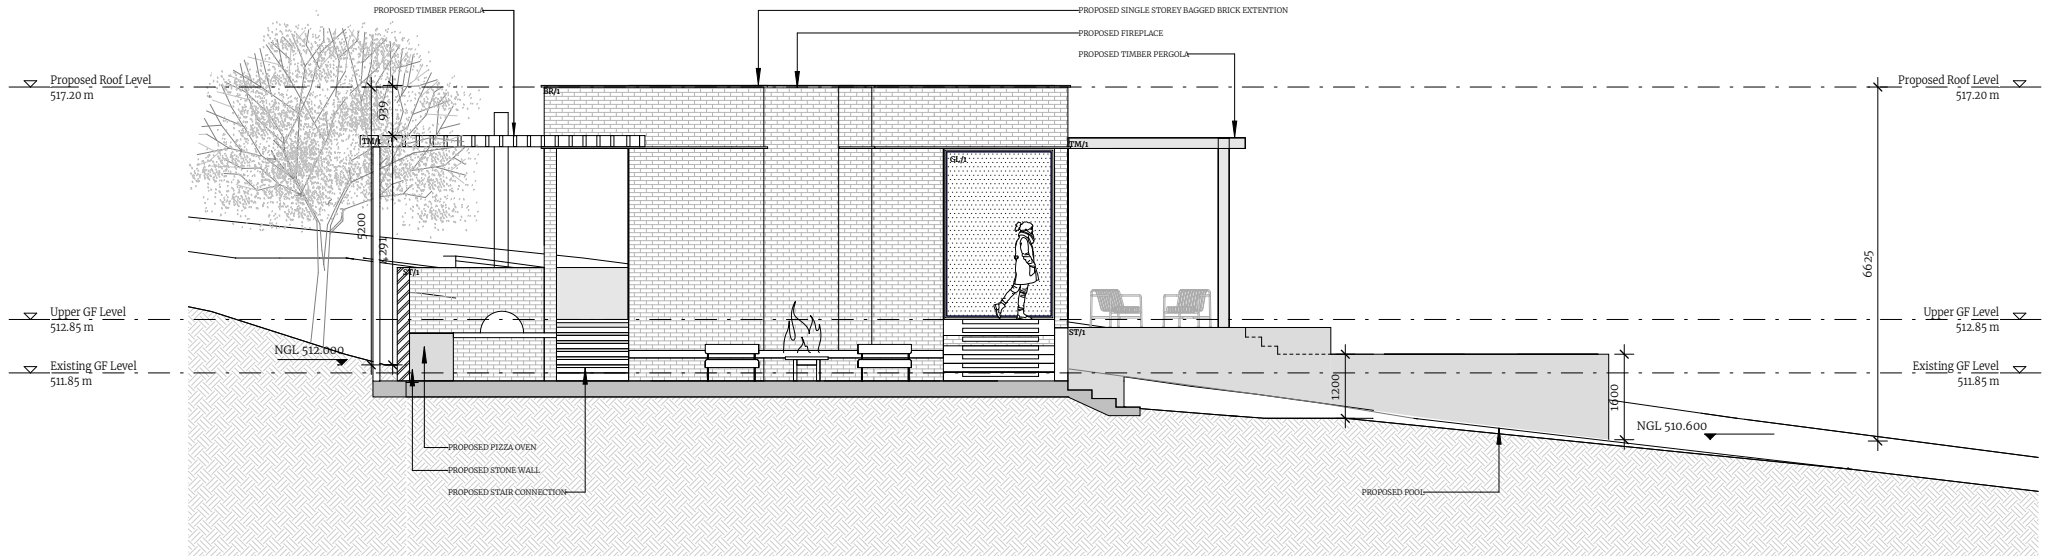 PROPOSED TIMBER PERGOLA
PROPOSED SINGLE STOREY BAGGED BRICK EXTENTION
PROPOSED FIREPLACE
PROPOSED TIMBER PERGOLA
Proposed Roof Level
517.20 m
Proposed Roof Level
517.20 m
BR/1
939
TM/1
TM/1
GL/1
5200
4291
ST/1
6625
Upper GF Level
512.85 m
Upper GF Level
512.85 m
ST/1
NGL 512.000
Existing GF Level
511.85 m
Existing GF Level
511.85 m
1200
1600
NGL 510.600
PROPOSED PIZZA OVEN
PROPOSED STONE WALL
PROPOSED STAIR CONNECTION
PROPOSED POOL